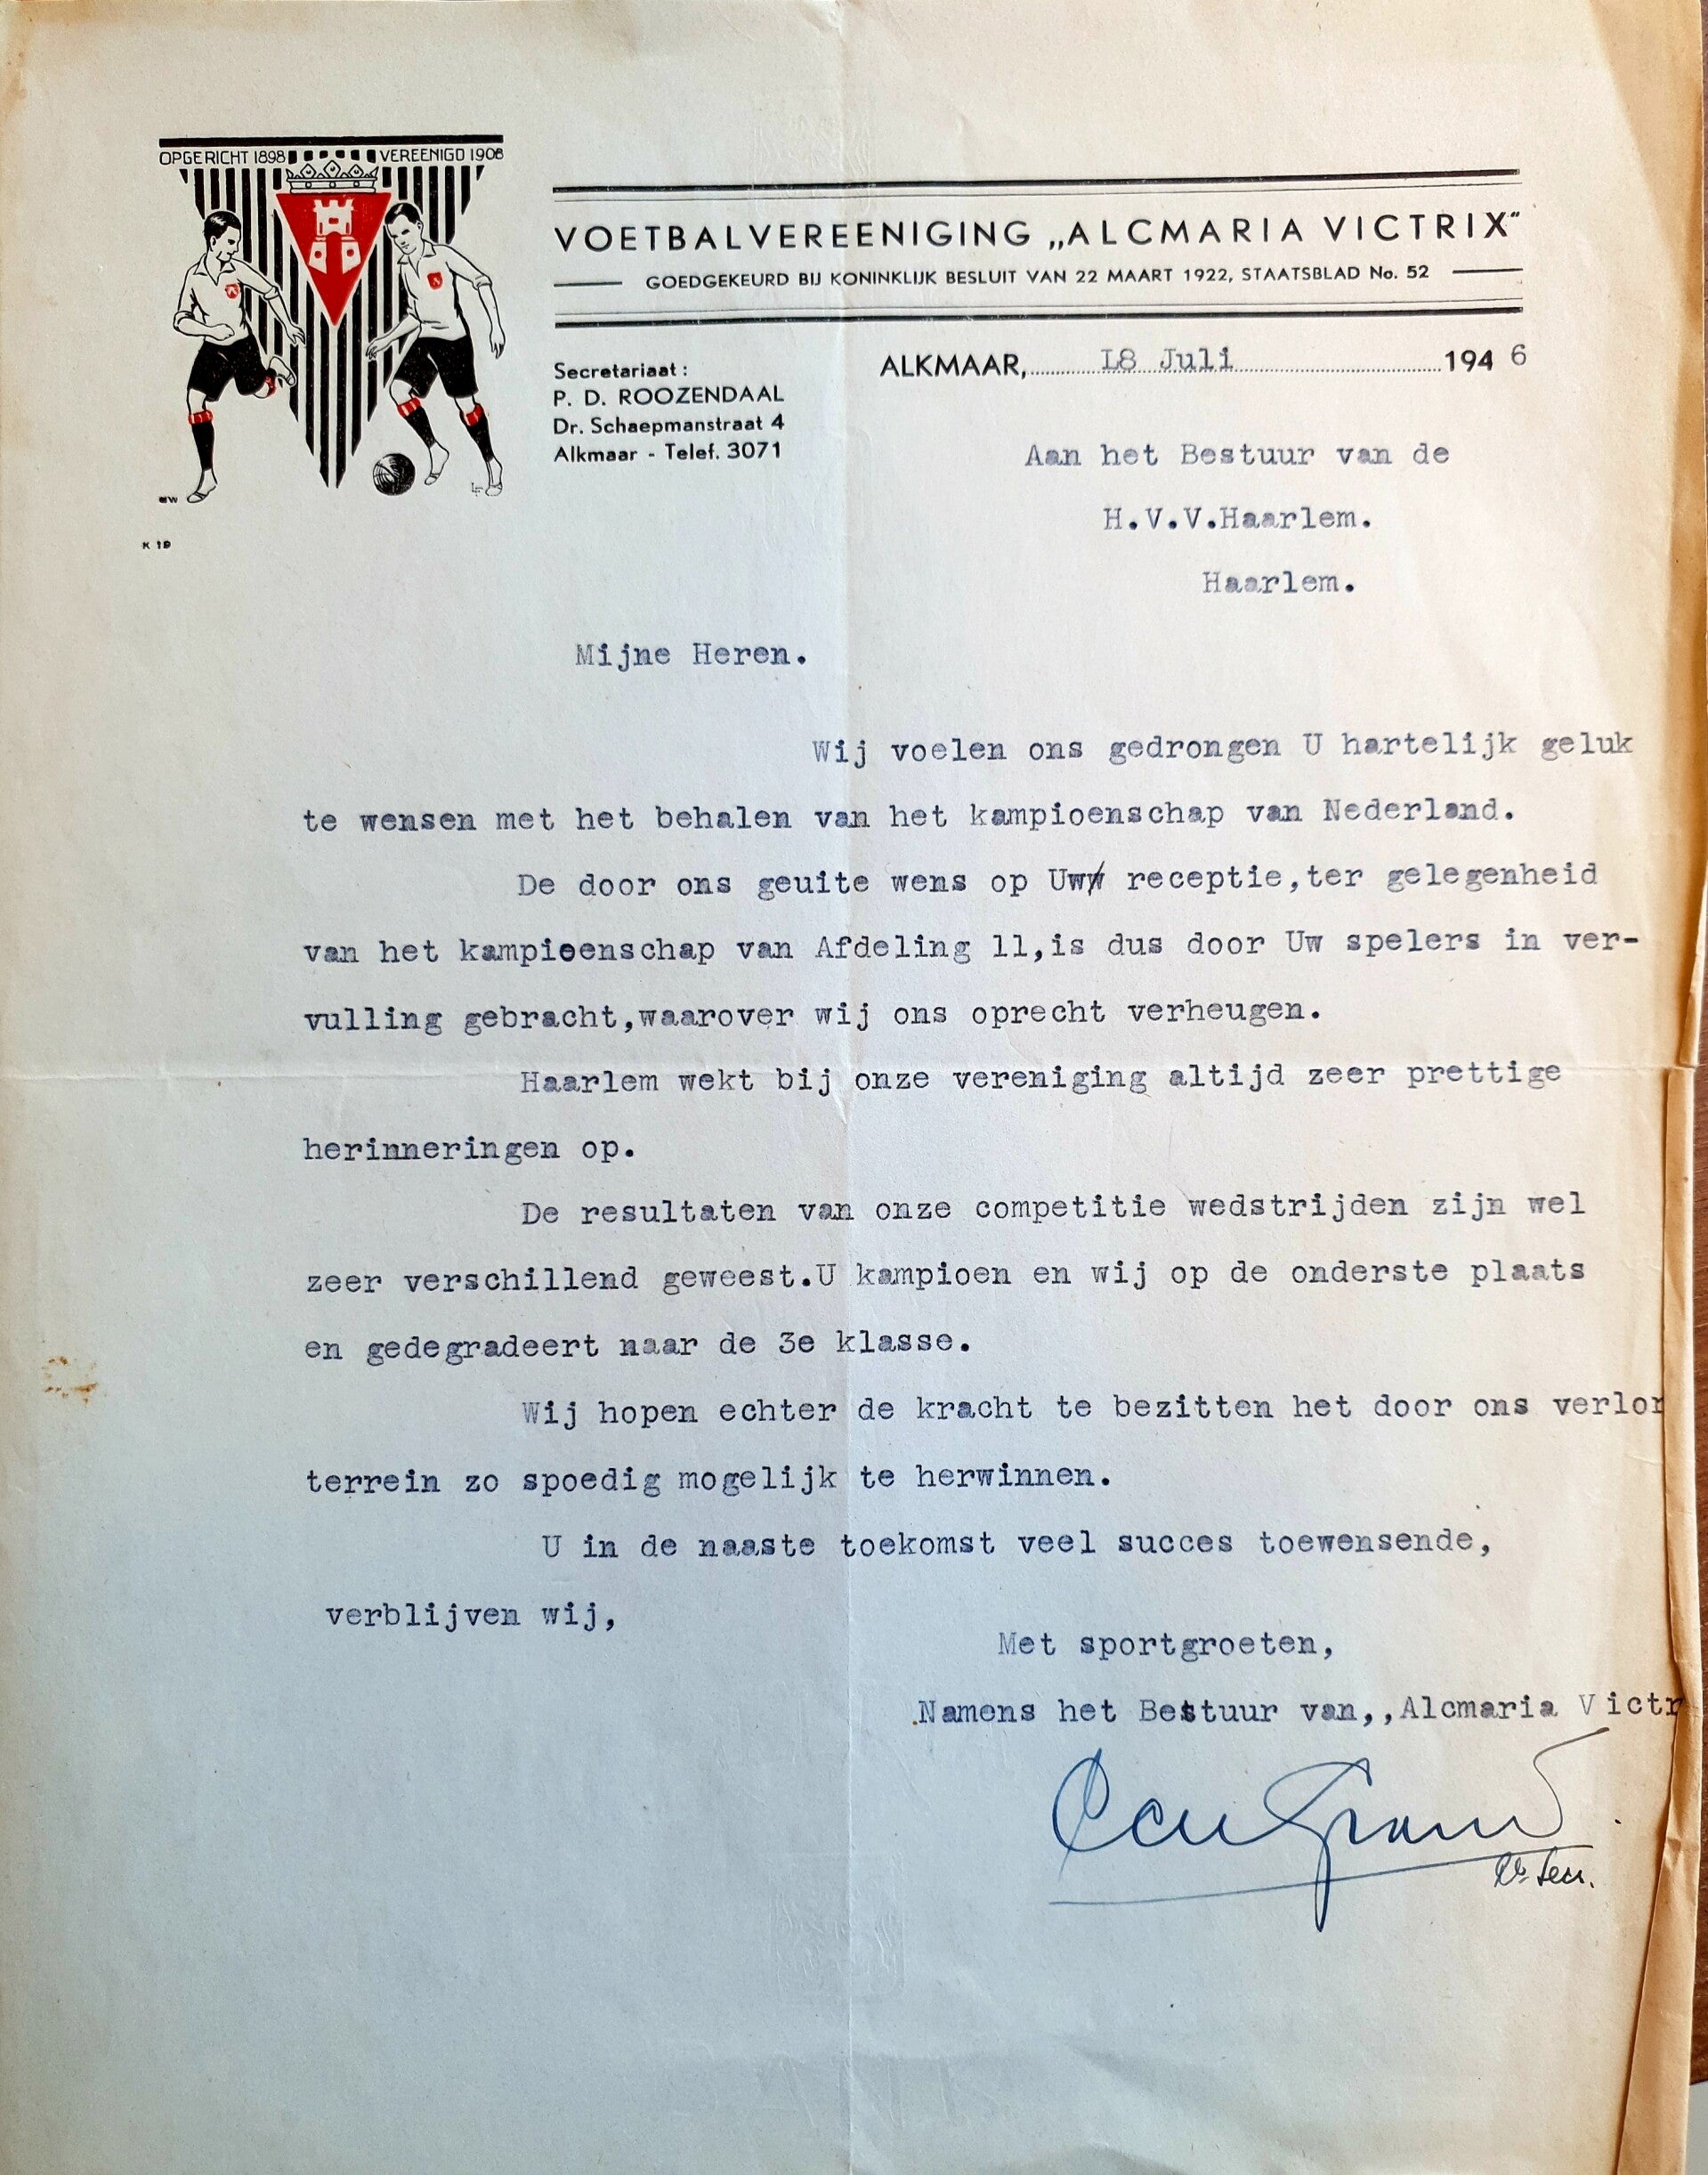 OPGERICHT 1898 VEREENIGD 1908
VOETBALVEREENIGING „ALCMARIA VICTRIX"
GOEDGEKEURD BIJ KONINKLIJK BESLUIT VAN 22 MAART 1922, STAATSBLAD No. 52
Secretariaat :
P. D. ROOZENDAAL
Dr. Schaepmanstraat 4
Alkmaar - Telef. 3071
ALKMAAR, 18 Juli 1946
K 19
Aan het Bestuur van de
H.V.V.Haarlem.
Haarlem.
Mijne Heren.
Wij voelen ons gedrongen U hartelijk geluk
te wensen met het behalen van het kampioenschap van Nederland.
De door ons geuite wens op Uw receptie,ter gelegenheid
van het kampioenschap van Afdeling 11,is dus door Uw spelers in ver-
vulling gebracht,waarover wij ons oprecht verheugen.
Haarlem wekt bij onze vereniging altijd zeer prettige
herinneringen op.
De resultaten van onze competitie wedstrijden zijn wel
zeer verschillend geweest.U kampioen en wij op de onderste plaats
en gedegradeert naar de 3e klasse.
Wij hopen echter de kracht te bezitten het door ons verlor
terrein zo spoedig mogelijk te herwinnen.
U in de naaste toekomst veel succes toewensende,
verblijven wij,
Met sportgroeten,
Namens het Bestuur van,,Alcmaria Victr